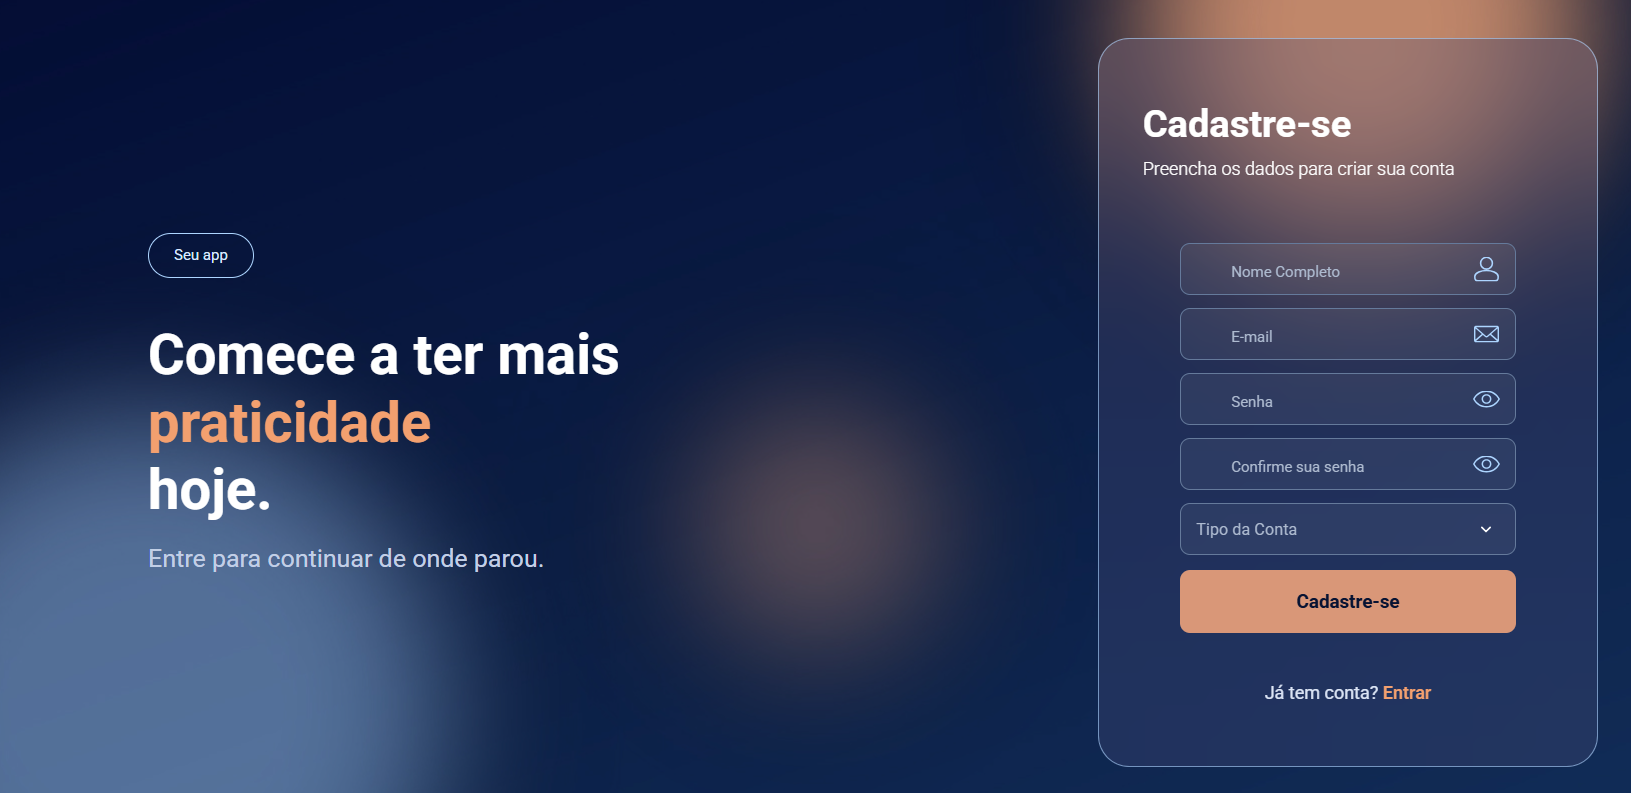 Seu app
Comece a ter mais
praticidade
hoje.
Entre para continuar de onde parou.
Cadastre-se
Preencha os dados para criar sua conta
Nome Completo
E-mail
Senha
Confirme sua senha
Tipo da Conta
Cadastre-se
Já tem conta? Entrar